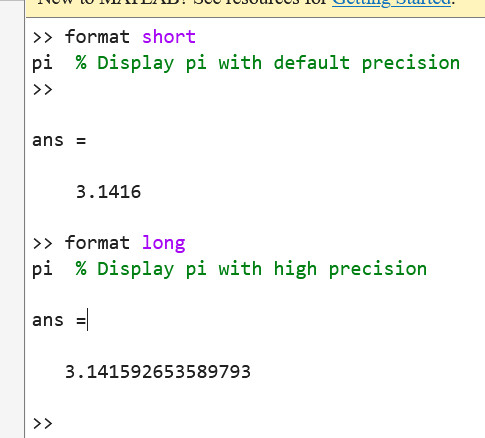 New to MATLAB? See resources for Getting Started.
>> format short
pi  % Display pi with default precision
>>
ans =
3.1416
>> format long
pi  % Display pi with high precision
ans =
3.141592653589793
>>